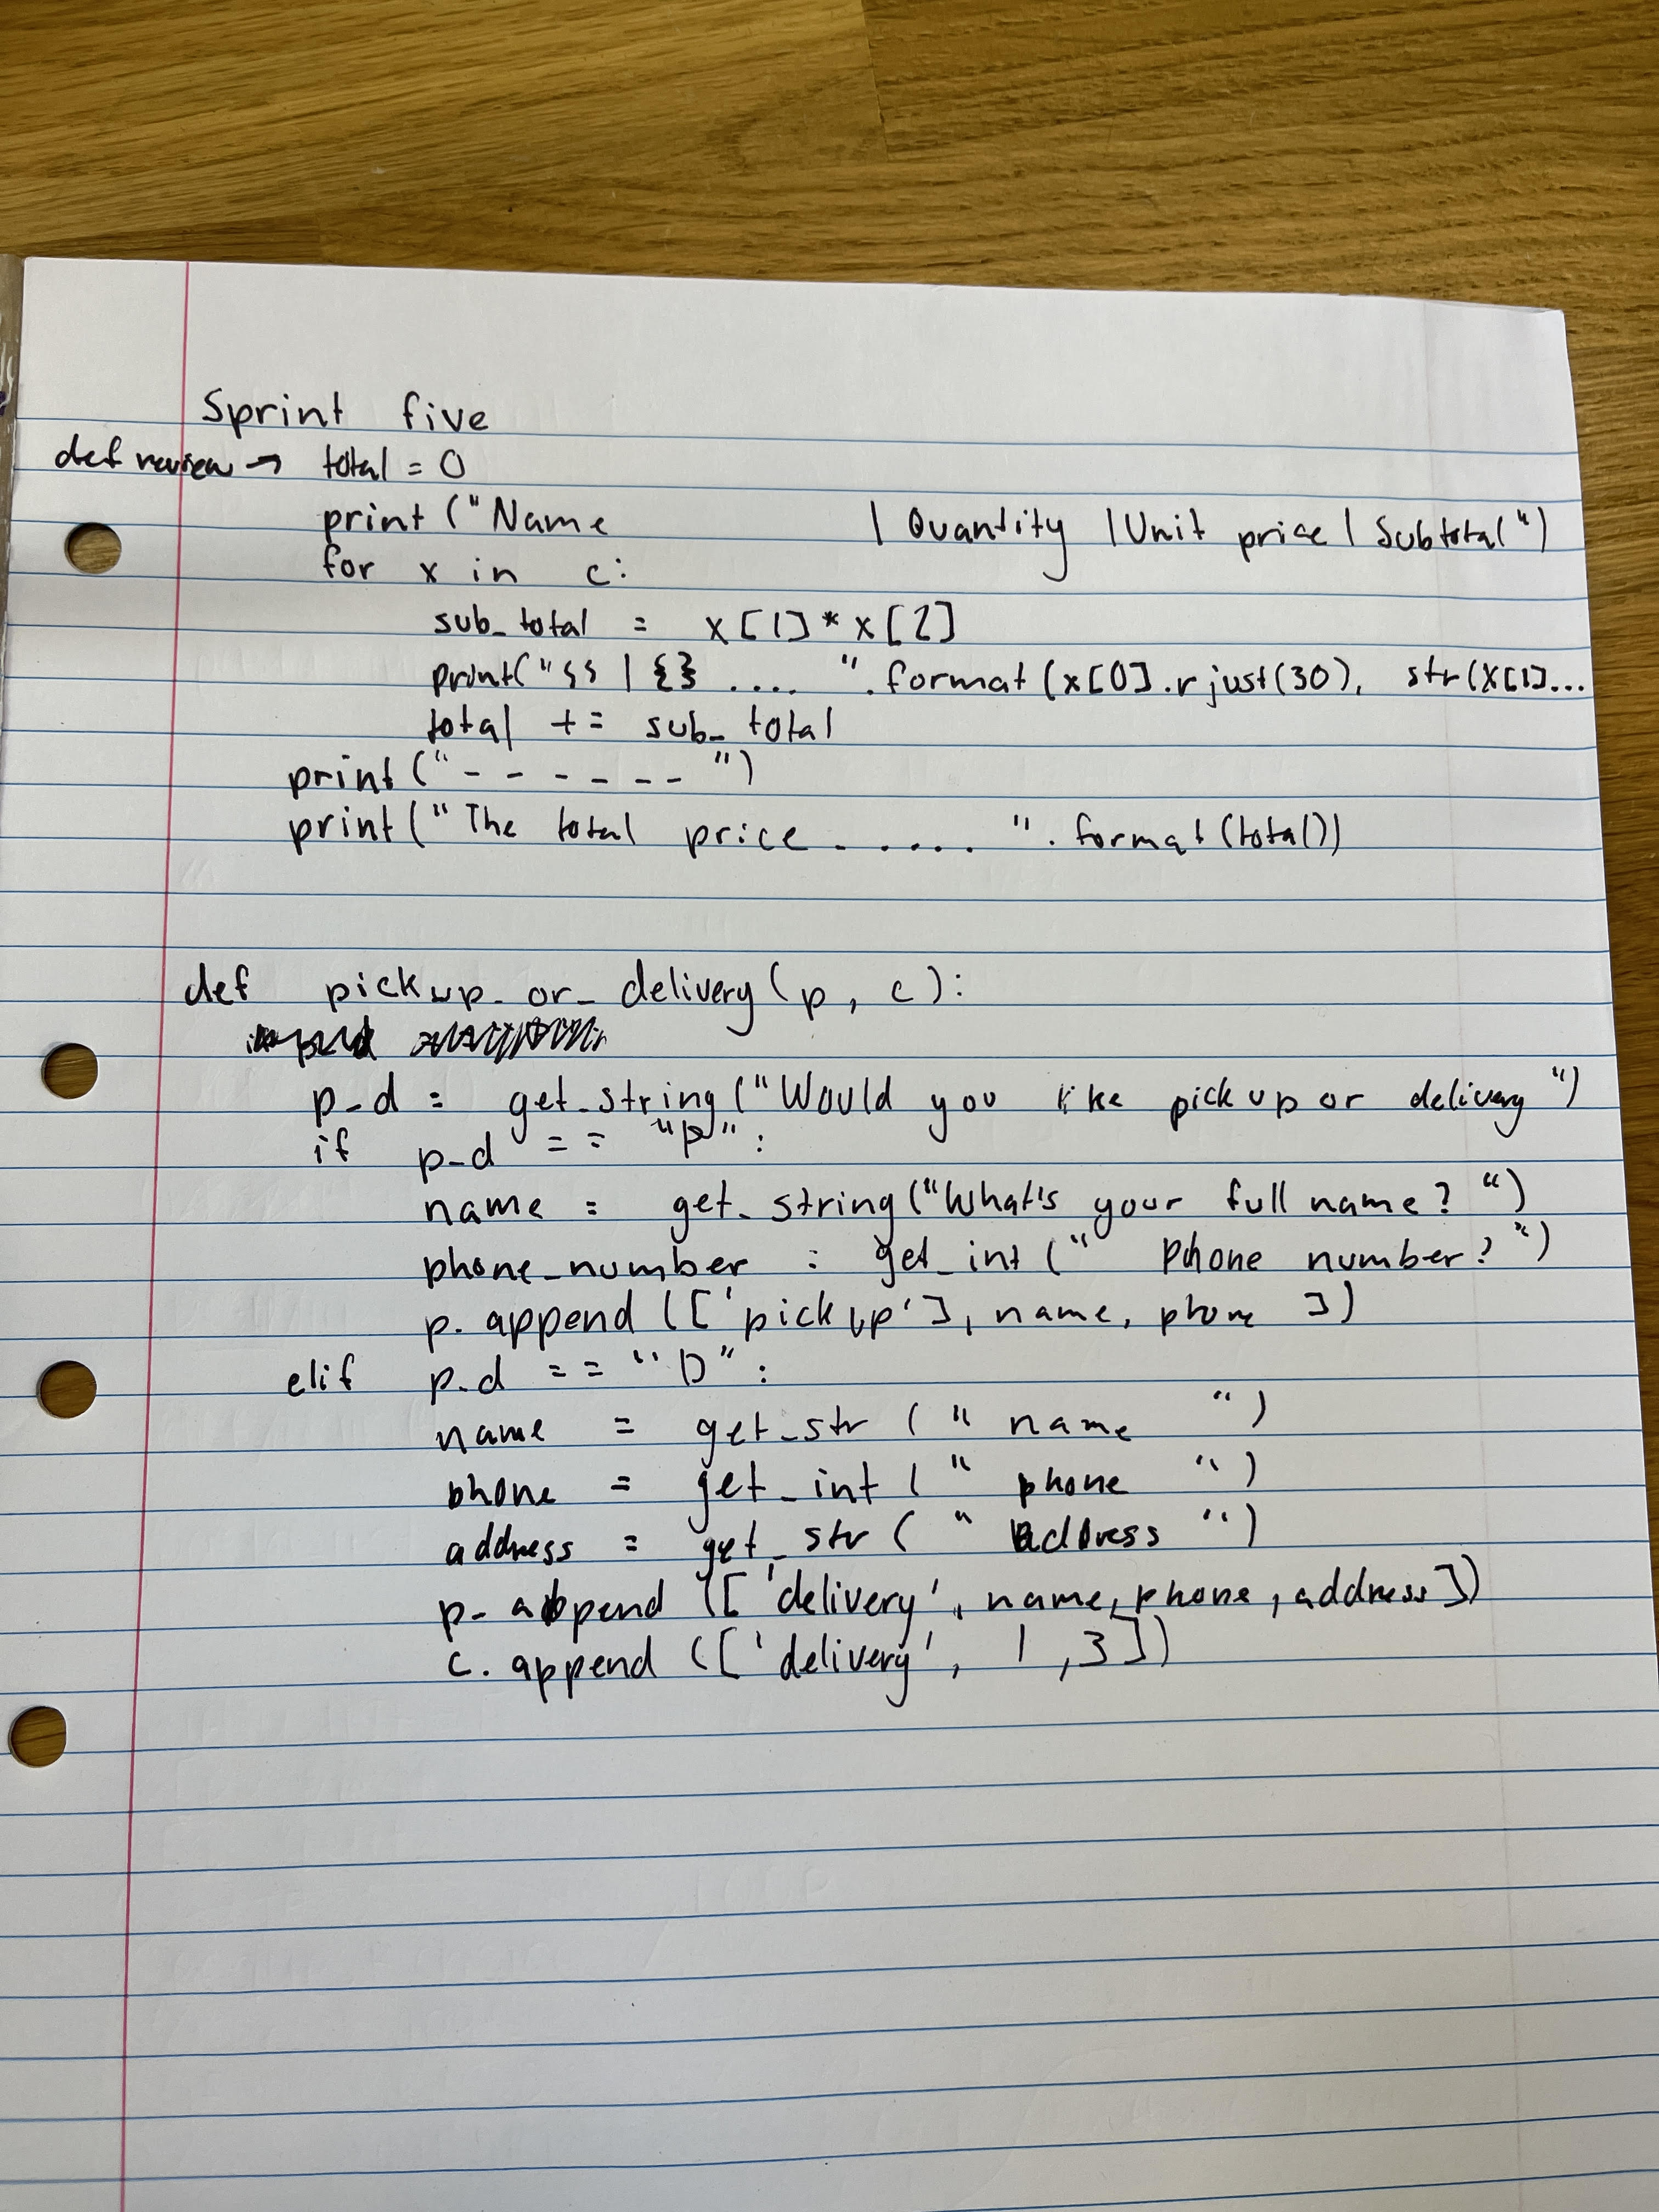 Sprint five
def review → total = 0
print ("Name | Quantity | Unit price | Subtotal")
for x in c:
sub_total = x[1]*x[2]
print("{} | {} .... ".format(x[0].rjust(30), str(x[1]...
total += sub_total
print("- - - - - - ")
print("The total price ..... ".format(total))
def pickup_or_delivery(p, c):
p_d = get_string("Would you like pickup or delivery")
if p_d == "P":
name = get_string("What's your full name? ")
phone_number = get_int(" Phone number? ")
p.append(['pickup'], name, phone ])
elif p_d == "D":
name = get_str (" name ")
phone = get_int (" phone ")
address = get_str (" address ")
p.append (['delivery', name, phone, address])
c.append (['delivery', 1, 3])